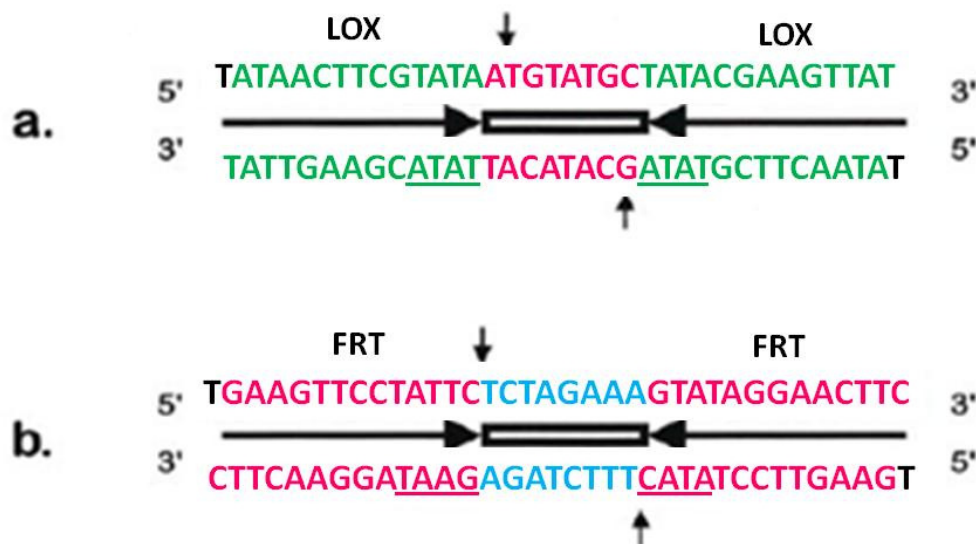 LOX LOX
TATAACTTCGTATAATGTATGCTATACGAAGTTAT
5' 3'
a.
3' 5'
TATTGAAGCATATTACATACGATATGCTTCAATAT
FRT FRT
TGAAGTTCCTATTCTCTAGAAAGTATAGGAACTTC
5' 3'
b.
3' 5'
CTTCAAGGATAAGAGATCTTTCATATCCTTGAAGT